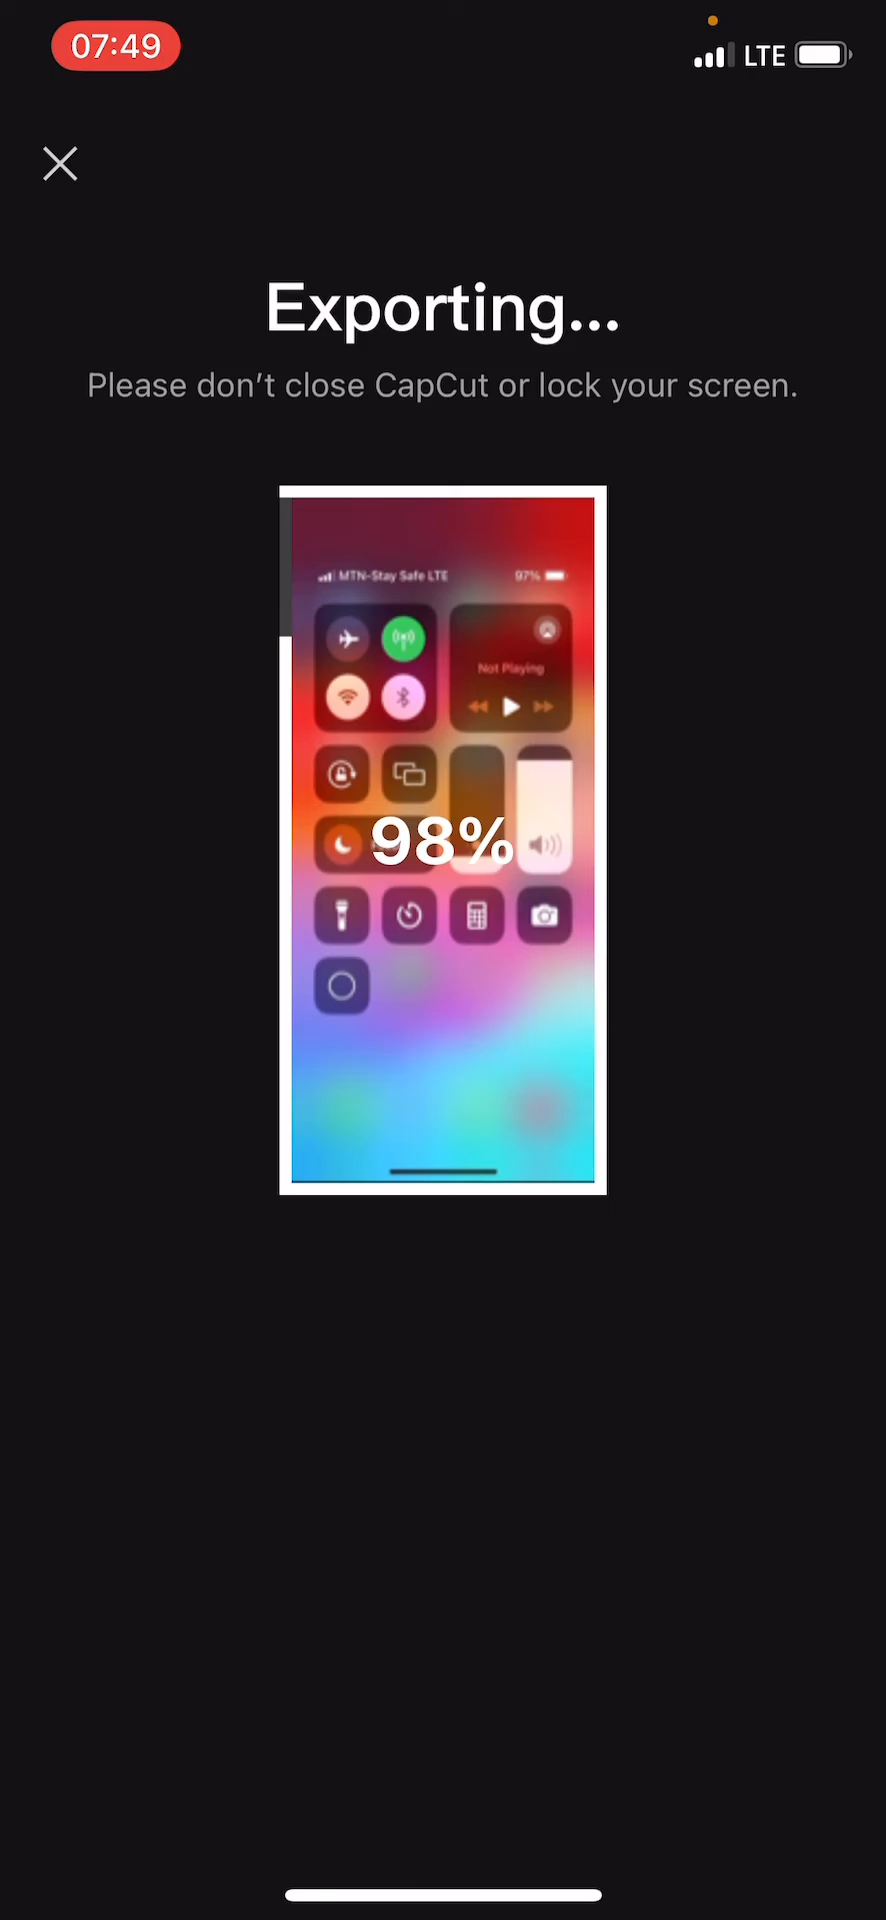 07:49 LTE
Exporting...
Please don’t close CapCut or lock your screen.
MTN-Stay Safe LTE 97%
Not Playing
98%